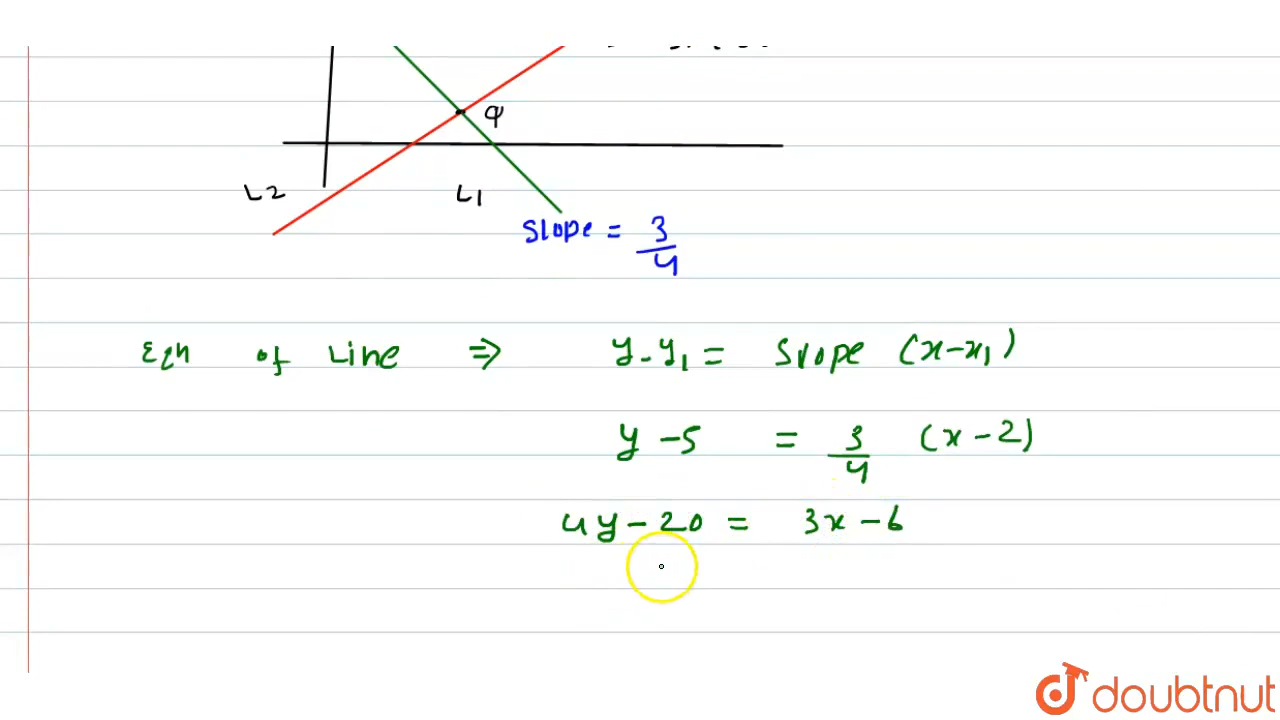 φ
L2
L1
Slope = 3/4
Eqn of Line ⇒ y-y₁ = Slope (x-x₁)
y-5 = 3/4 (x-2)
4y-20 = 3x-6
doubtnut